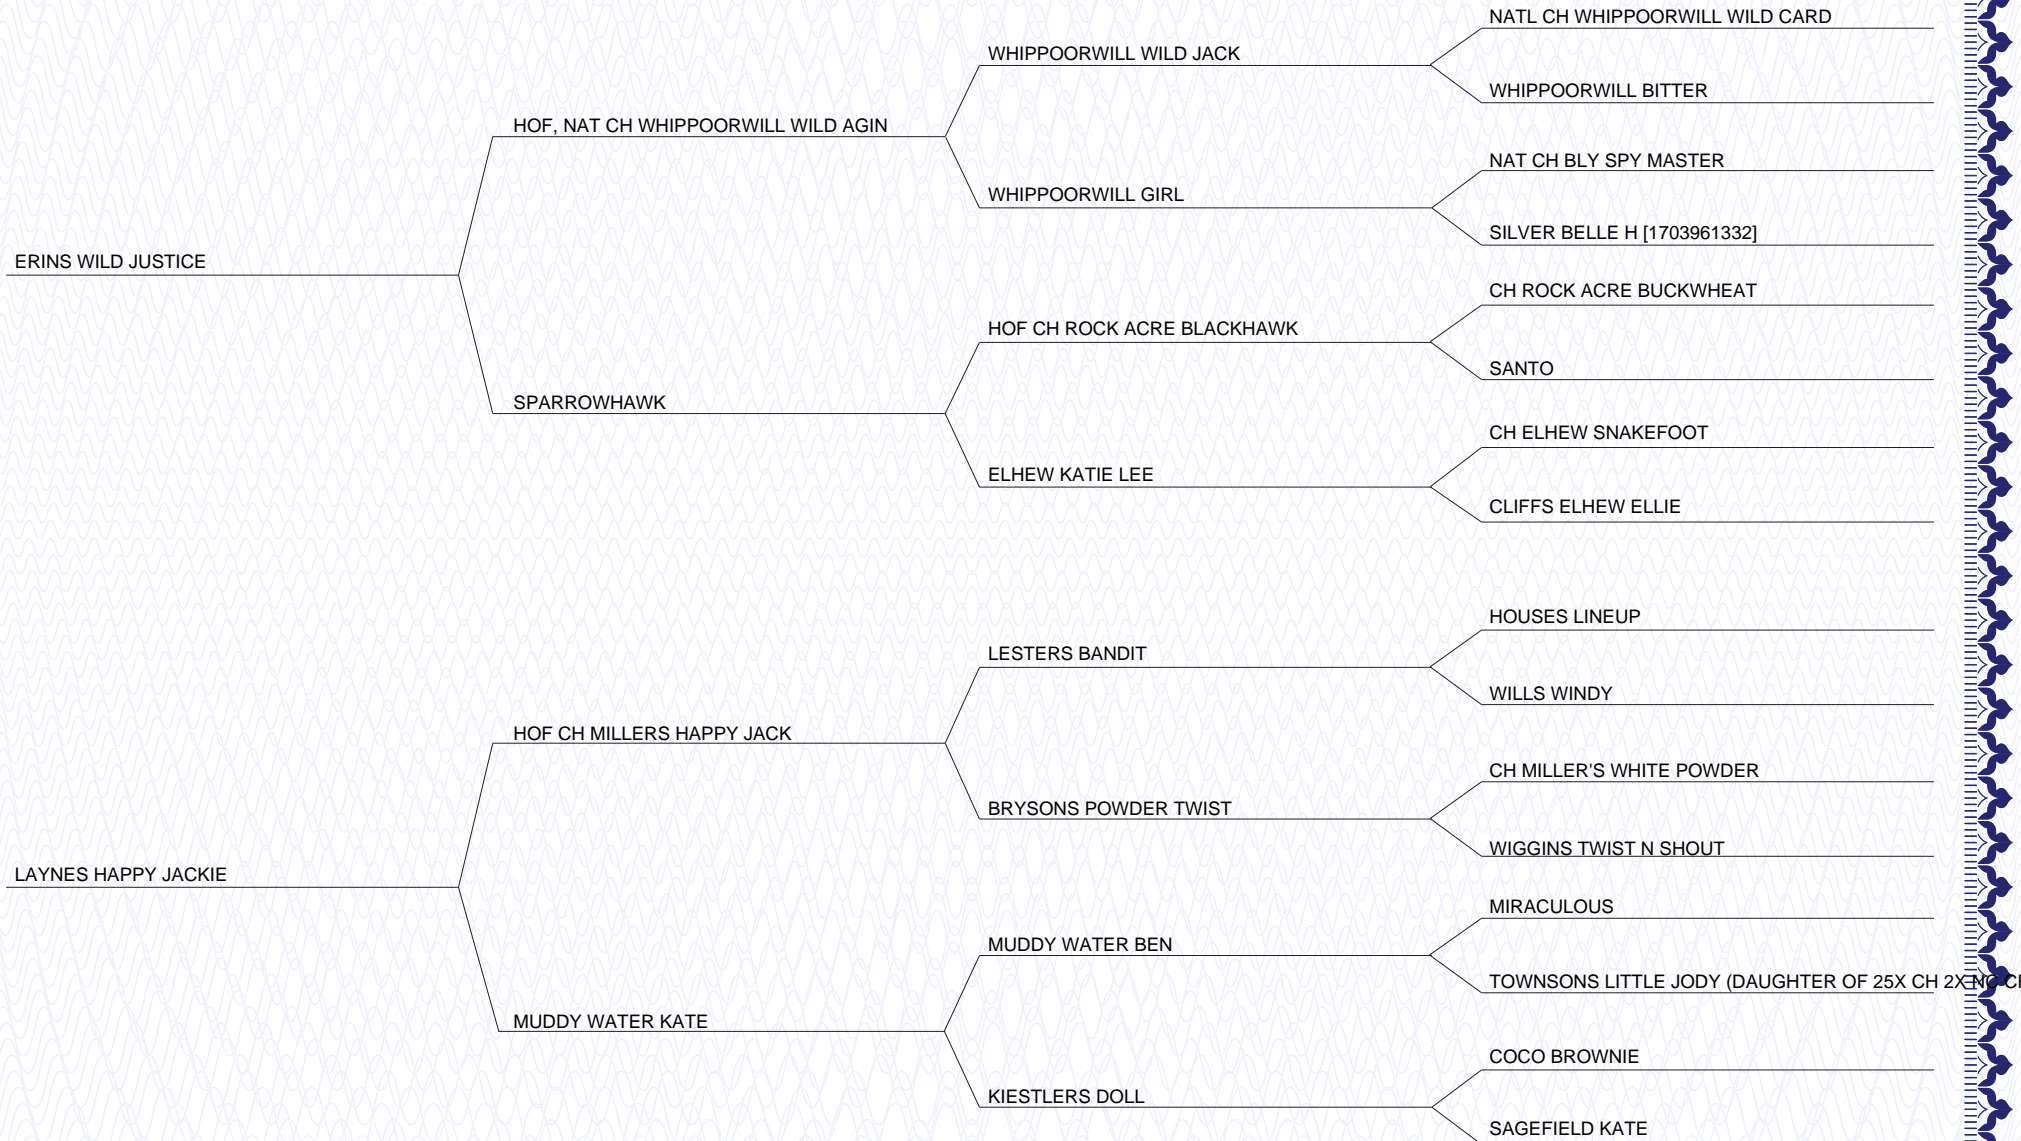 NATL CH WHIPPOORWILL WILD CARD
WHIPPOORWILL WILD JACK
WHIPPOORWILL BITTER
HOF, NAT CH WHIPPOORWILL WILD AGIN
NAT CH BLY SPY MASTER
WHIPPOORWILL GIRL
SILVER BELLE H [1703961332]
ERINS WILD JUSTICE
CH ROCK ACRE BUCKWHEAT
HOF CH ROCK ACRE BLACKHAWK
SANTO
SPARROWHAWK
CH ELHEW SNAKEFOOT
ELHEW KATIE LEE
CLIFFS ELHEW ELLIE
HOUSES LINEUP
LESTERS BANDIT
WILLS WINDY
HOF CH MILLERS HAPPY JACK
CH MILLER'S WHITE POWDER
BRYSONS POWDER TWIST
WIGGINS TWIST N SHOUT
LAYNES HAPPY JACKIE
MIRACULOUS
MUDDY WATER BEN
TOWNSONS LITTLE JODY (DAUGHTER OF 25X CH 2X NC
MUDDY WATER KATE
COCO BROWNIE
KIESTLERS DOLL
SAGEFIELD KATE